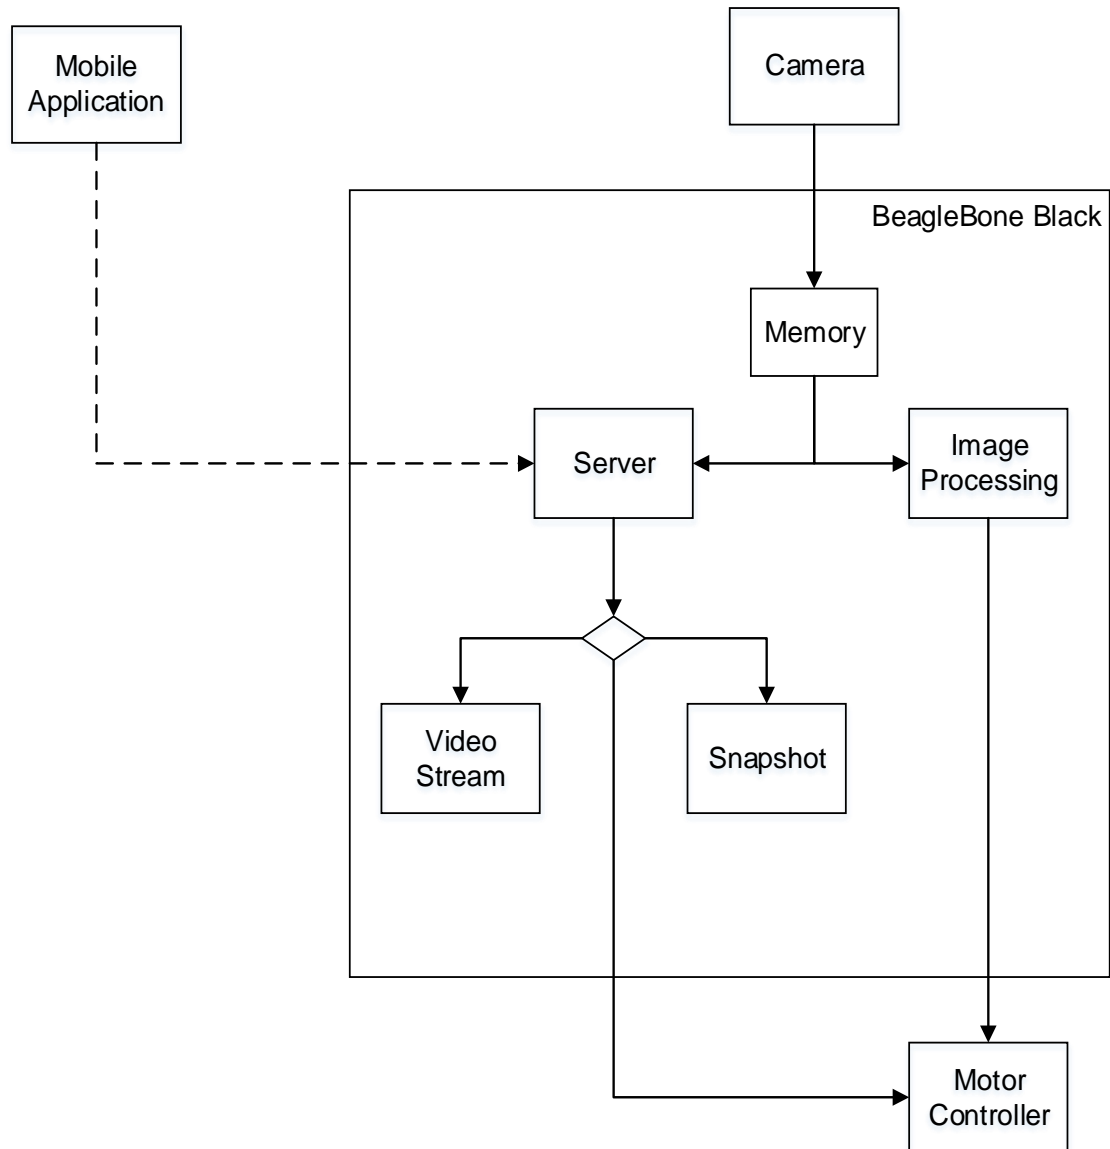 Mobile
Application
Camera
BeagleBone Black
Memory
Server
Image
Processing
Video
Stream
Snapshot
Motor
Controller